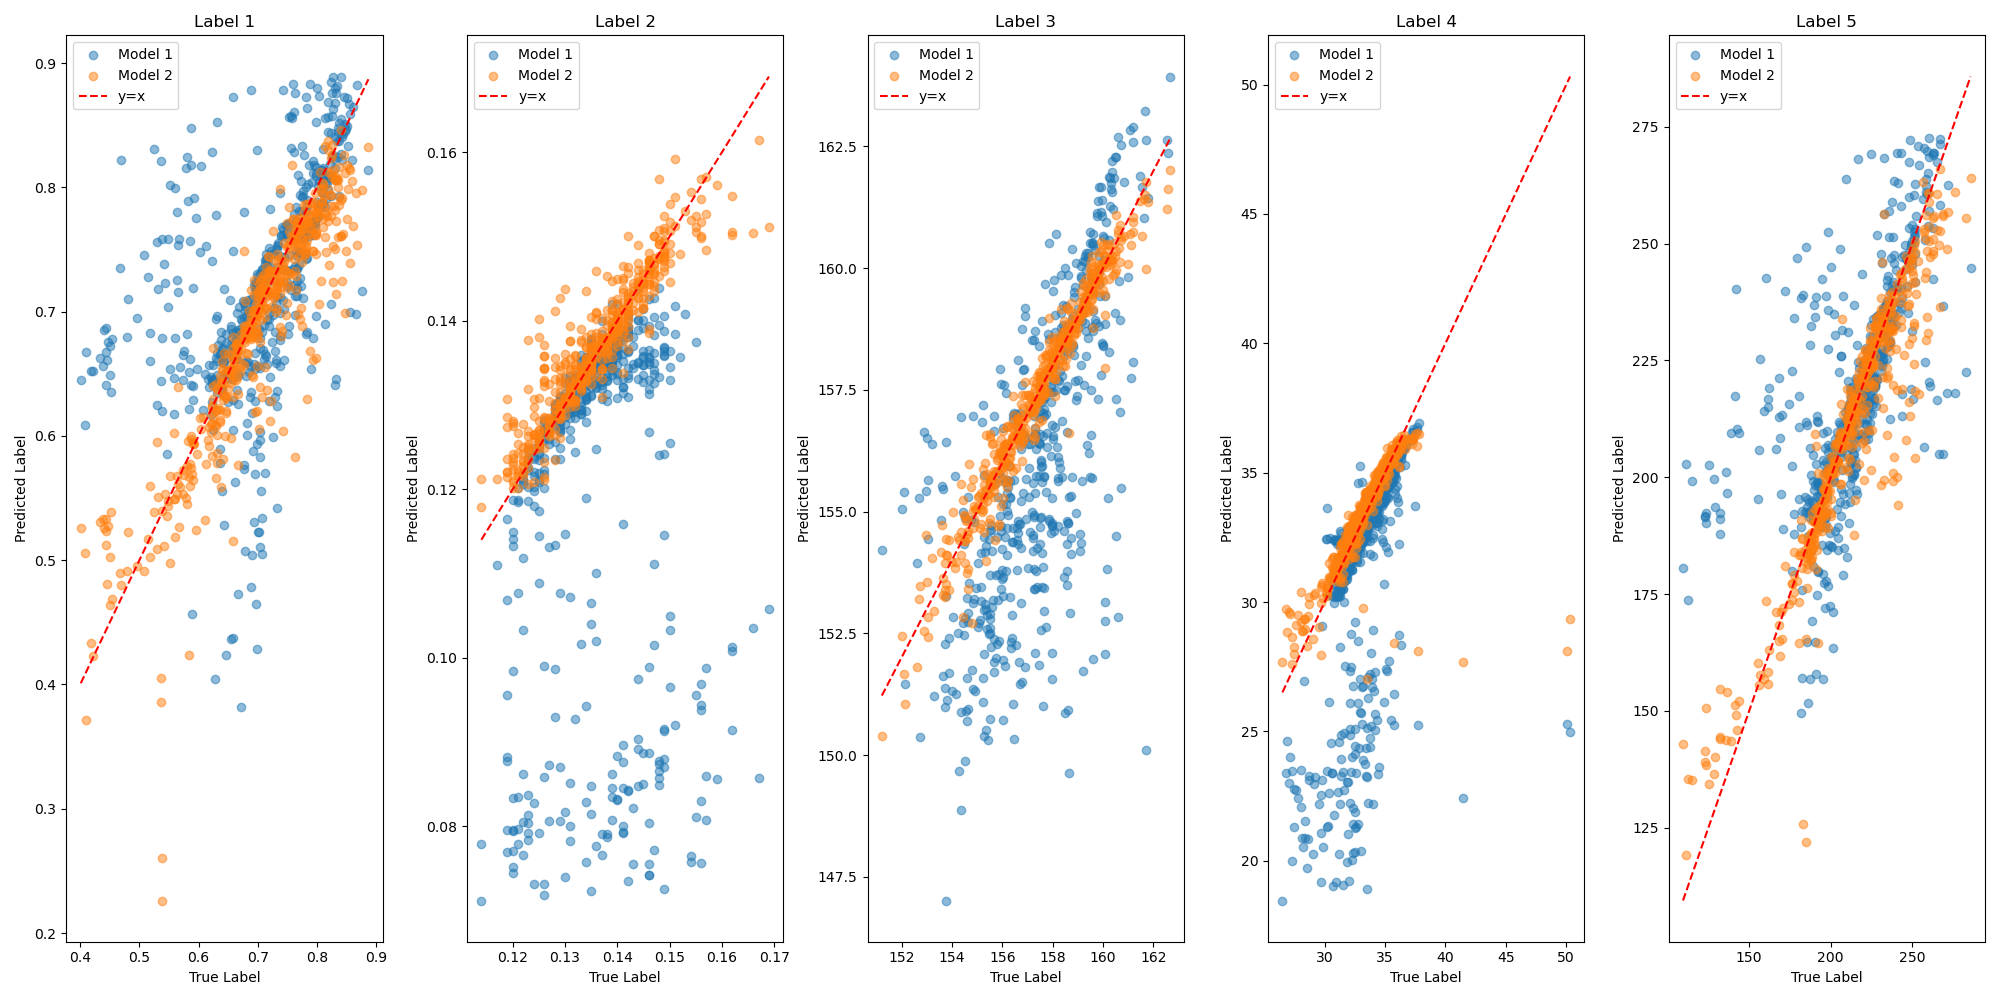 Label 1
Model 1
Model 2
y=x
0.9
0.8
0.7
0.6
0.5
0.4
0.3
0.2
0.4
0.5
0.6
0.7
0.8
0.9
Predicted Label
True Label
Label 2
Model 1
Model 2
y=x
0.16
0.14
0.12
0.10
0.08
0.12
0.13
0.14
0.15
0.16
0.17
Predicted Label
True Label
Label 3
Model 1
Model 2
y=x
162.5
160.0
157.5
155.0
152.5
150.0
147.5
152
154
156
158
160
162
Predicted Label
True Label
Label 4
Model 1
Model 2
y=x
50
45
40
35
30
25
20
30
35
40
45
50
Predicted Label
True Label
Label 5
Model 1
Model 2
y=x
275
250
225
200
175
150
125
150
200
250
Predicted Label
True Label